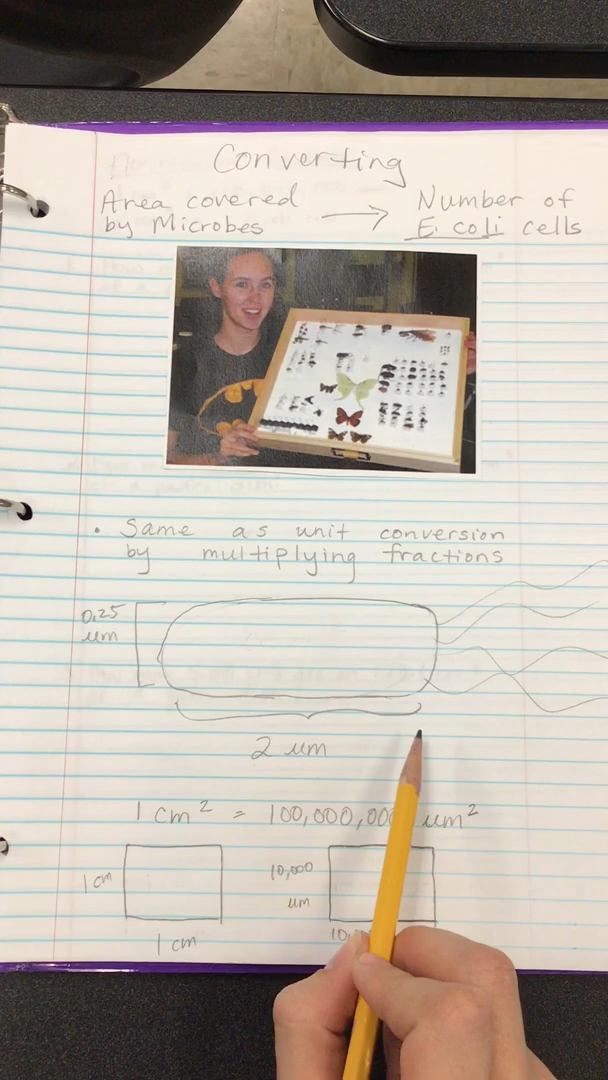 Converting
Area covered → Number of
by Microbes E. coli cells
• Same as unit conversion
by multiplying fractions
0.25
um
2 um
1 cm² = 100,000,00 um²
1 cm
10,000
um
1 cm